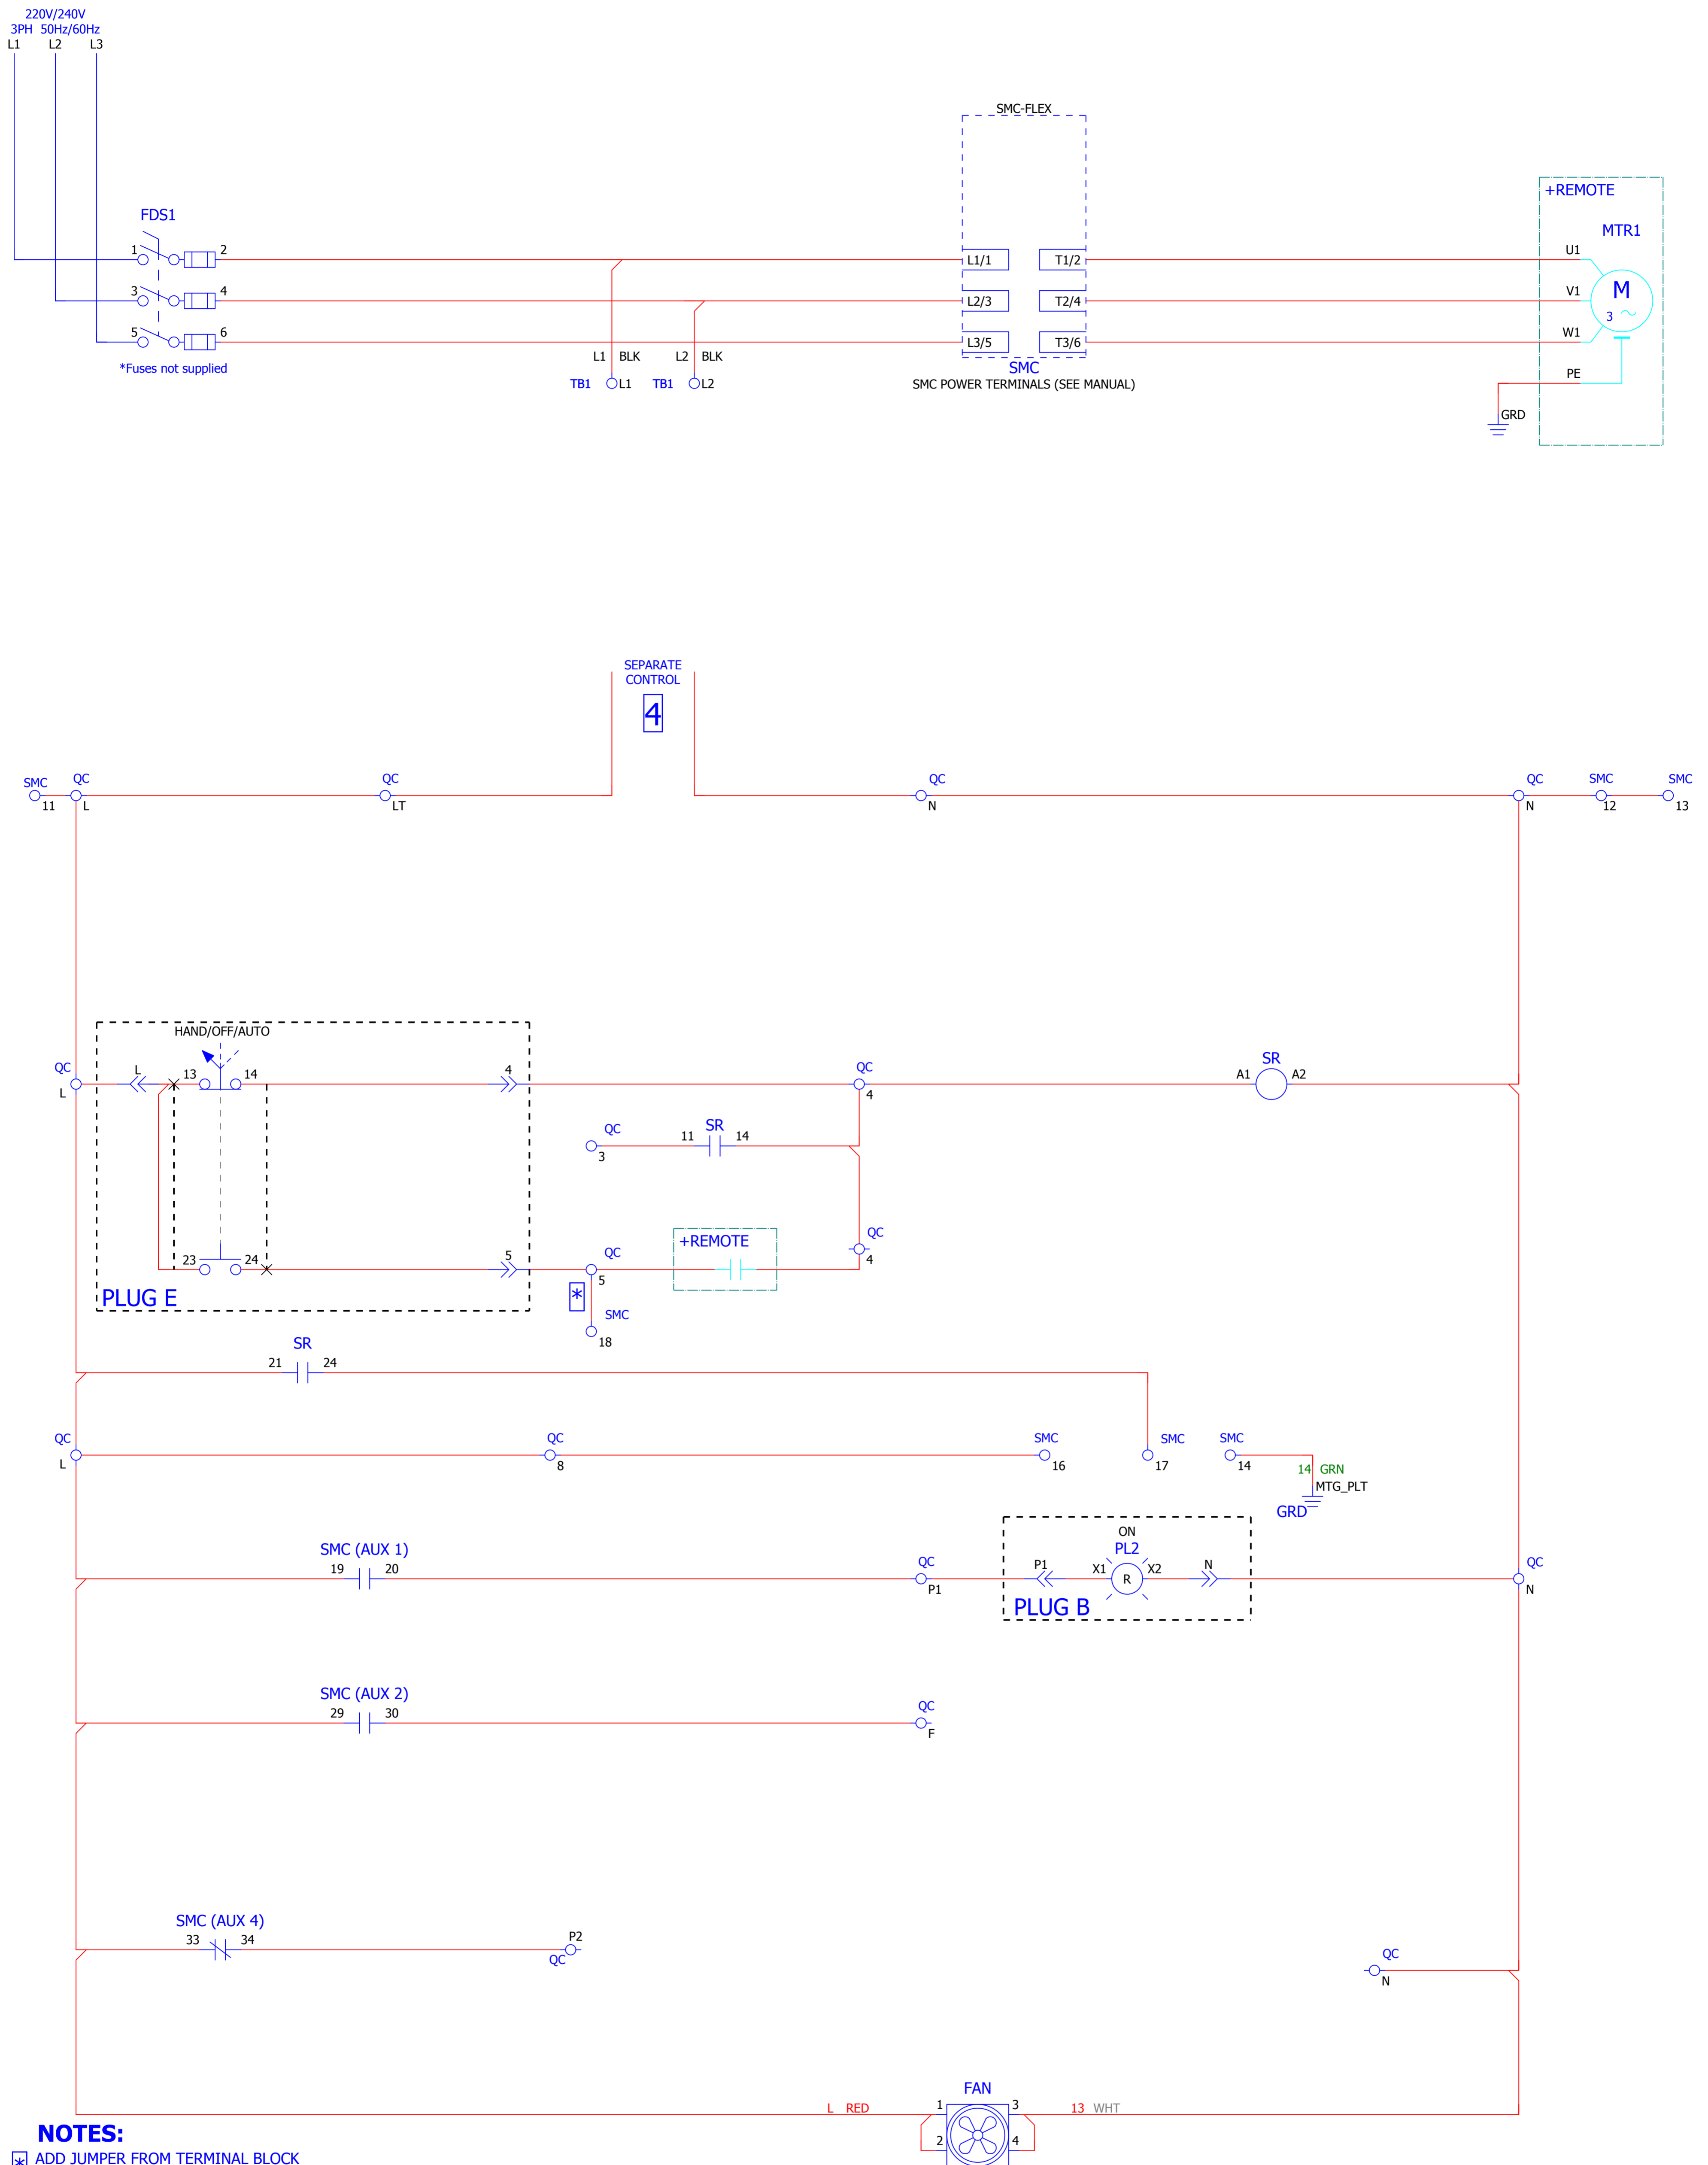 220V/240V
3PH 50Hz/60Hz
L1 L2 L3
SMC-FLEX
+REMOTE
MTR1
FDS1
1 2
3 4
5 6
*Fuses not supplied
L1/1 T1/2
L2/3 T2/4
L3/5 T3/6
U1
V1
W1
M
3
PE
GRD
L1 BLK L2 BLK
TB1 L1 TB1 L2
SMC
SMC POWER TERMINALS (SEE MANUAL)
SEPARATE
CONTROL
4
SMC QC QC QC QC SMC SMC
11 L LT N N 12 13
HAND/OFF/AUTO
QC L 13 14 4 QC SR
L 4 A1 A2
QC 11 SR 14
3
QC
4
+REMOTE
23 24 5 QC
5
PLUG E
*
SMC
18
SR
21 24
QC QC SMC SMC SMC
L 8 16 17 14
14 GRN
MTG_PLT
GRD
ON
PL2
SMC (AUX 1)
19 20 QC P1 X1 R X2 N QC
P1 N
PLUG B
SMC (AUX 2)
29 30 QC
F
SMC (AUX 4)
33 34 P2
QC
QC
N
FAN
L RED 1 3 13 WHT
2 4
NOTES:
* ADD JUMPER FROM TERMINAL BLOCK